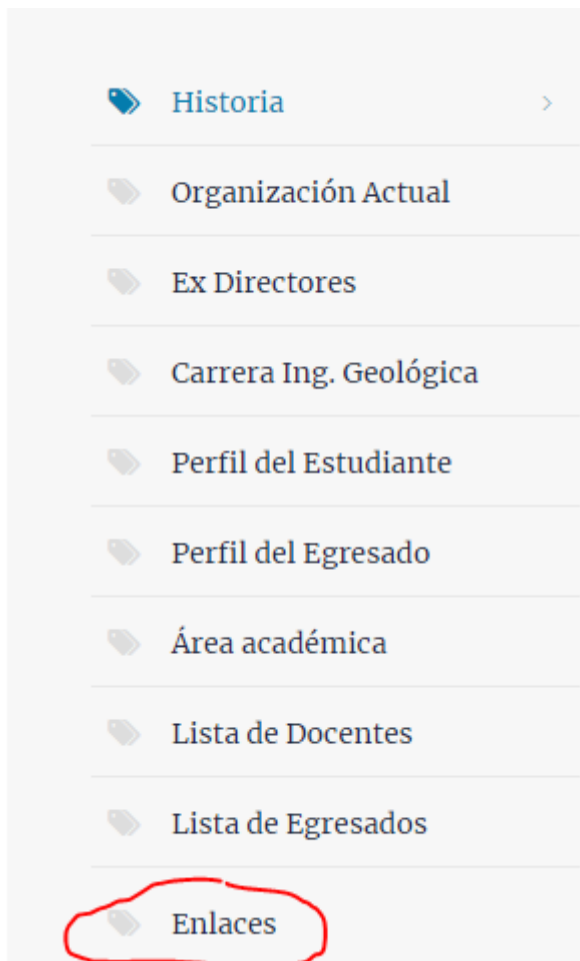 Historia
Organización Actual
Ex Directores
Carrera Ing. Geológica
Perfil del Estudiante
Perfil del Egresado
Área académica
Lista de Docentes
Lista de Egresados
Enlaces